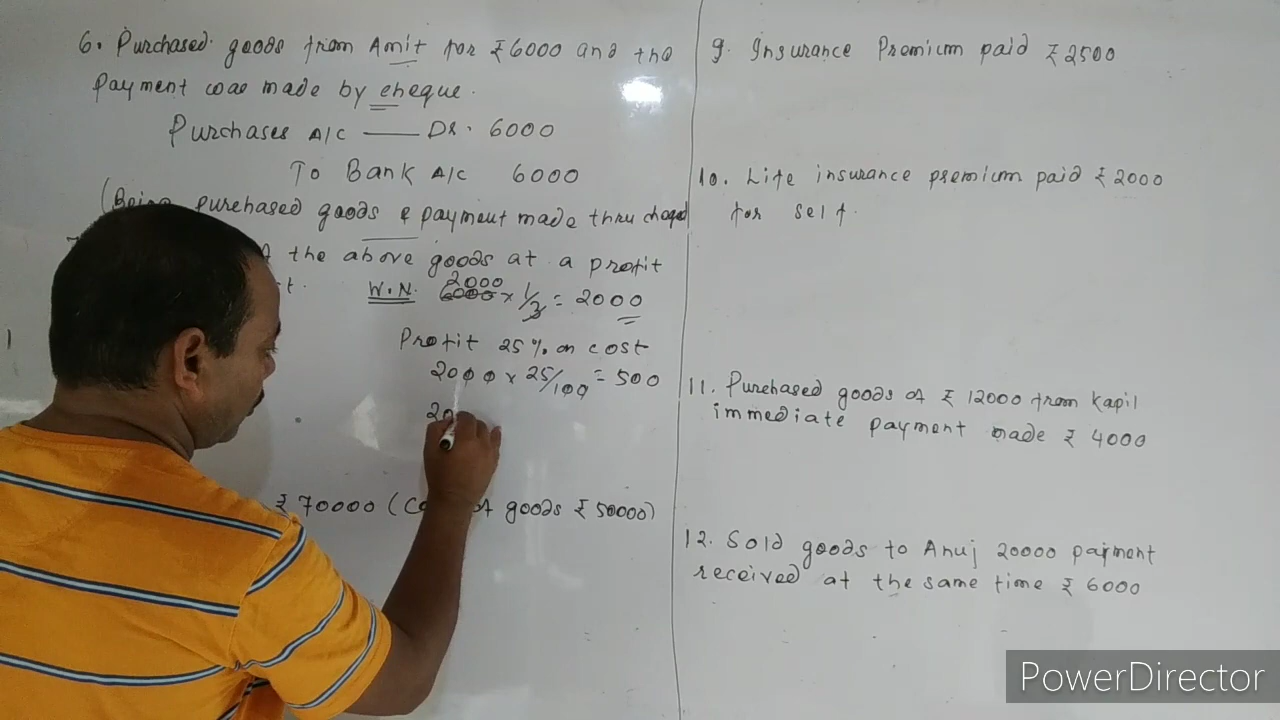 6. Purchased goods from Amit for ₹6000 and the
payment was made by cheque.
Purchases A/C —— Dr. 6000
To Bank A/C 6000
(Being purchased goods & payment made thru
the above goods at a profit
W.N. 2000
6000 x 1/3 = 2000
Profit 25% on cost
2000 x 25/100 = 500
20
₹70000 ( of goods ₹50000)
9. Insurance Premium paid ₹2500
10. Life insurance premium paid ₹2000
for self.
11. Purchased goods of ₹12000 from Kapil
immediate payment made ₹4000
12. Sold goods to Anuj 20000 payment
received at the same time ₹6000
PowerDirector